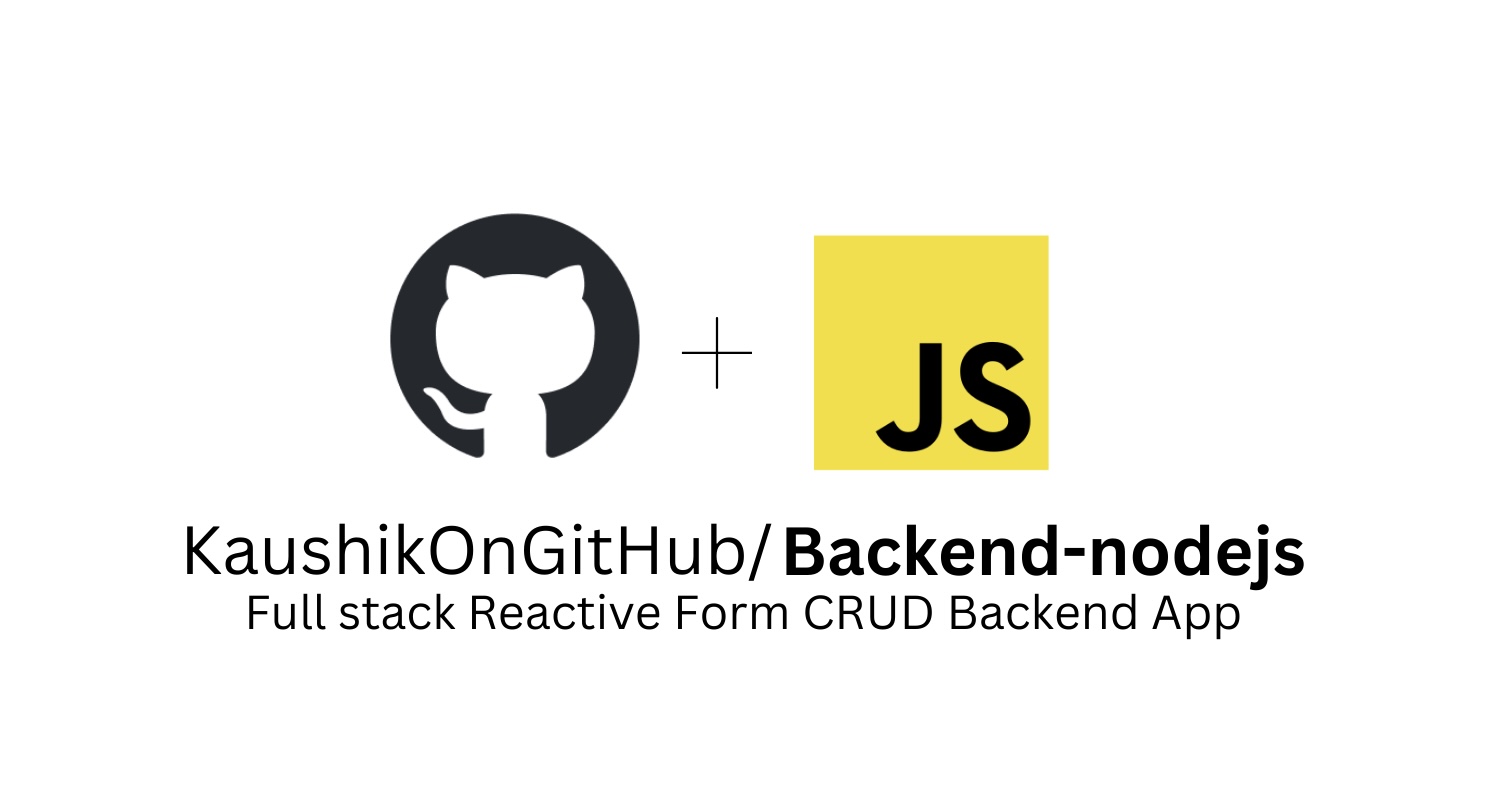 JS
KaushikOnGitHub/Backend-nodejs
Full stack Reactive Form CRUD Backend App